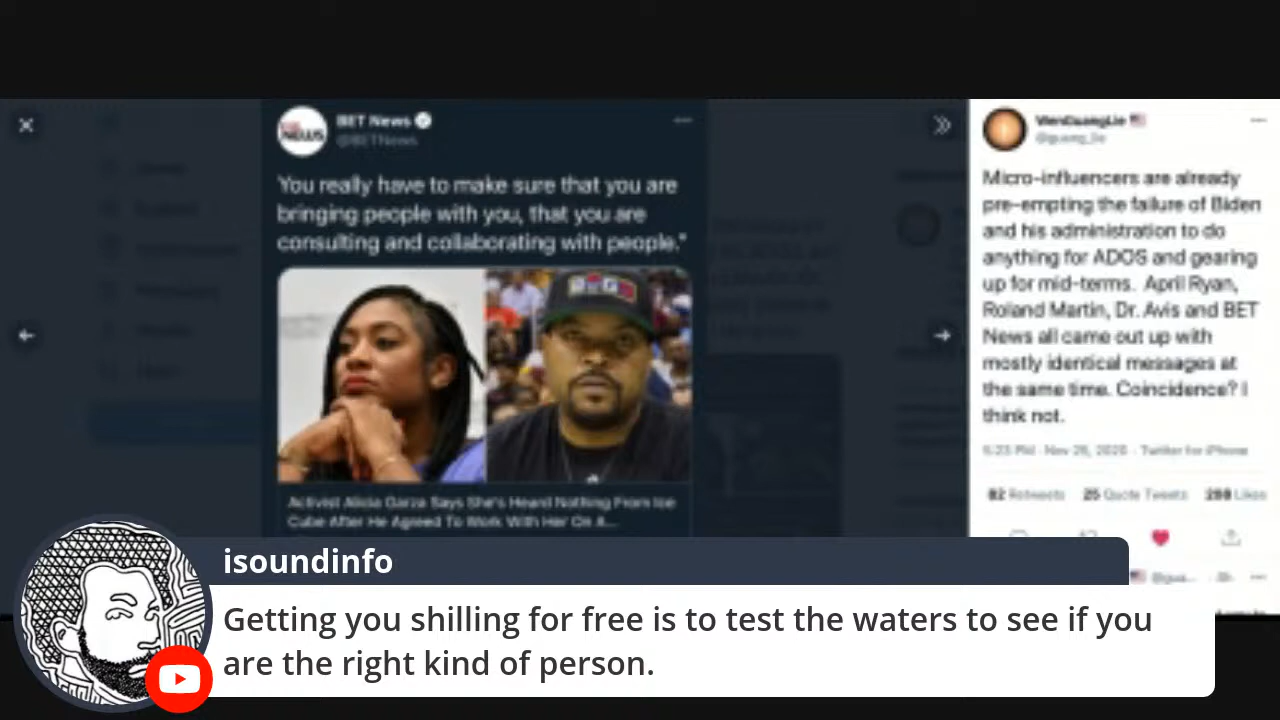 BET News
@BETNews
"You really have to make sure that you are
bringing people with you, that you are
consulting and collaborating with people."
Activist Alicia Garza Says She's Heard Nothing From Ice
Cube After He Agreed To Work With Her On A...
WenGuangLie
@guang_lie
Micro-influencers are already
pre-empting the failure of Biden
and his administration to do
anything for ADOS and gearing
up for mid-terms. April Ryan,
Roland Martin, Dr. Avis and BET
News all came out up with
mostly identical messages at
the same time. Coincidence? I
think not.
Nov 2020 · Twitter for iPhone
82 Retweets 25 Quote Tweets Likes
isoundinfo
Getting you shilling for free is to test the waters to see if you
are the right kind of person.